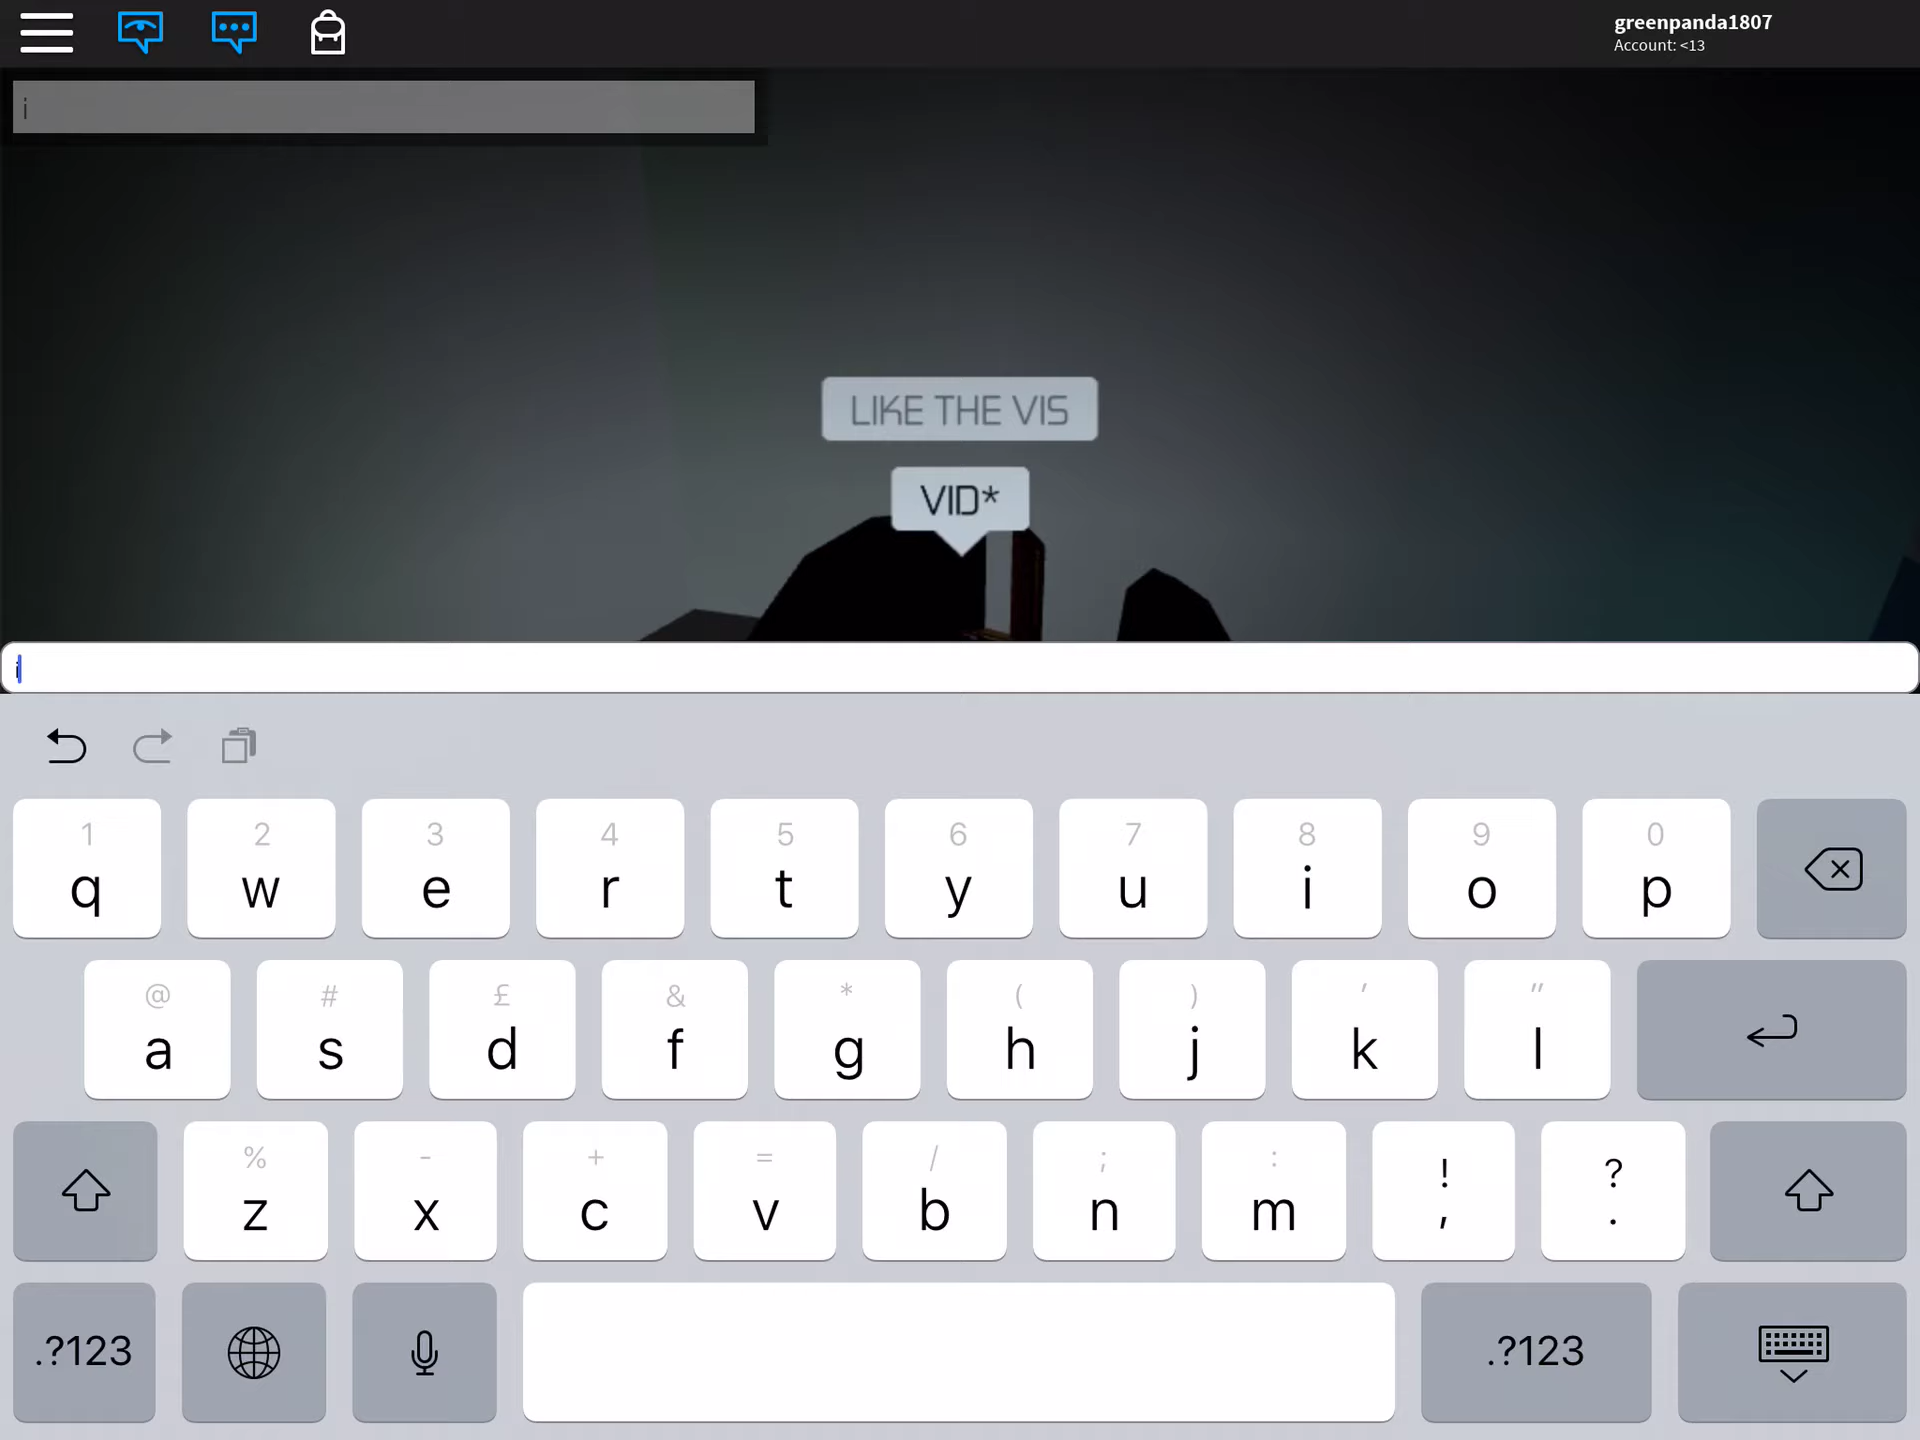 greenpanda1807
Account: <13
i
LIKE THE VIS
VID*
i
1 2 3 4 5 6 7 8 9 0
q w e r t y u i o p
@ # £ & * ( ) ' "
a s d f g h j k l
% - + = / ; : ! ?
z x c v b n m , .
.?123 .?123